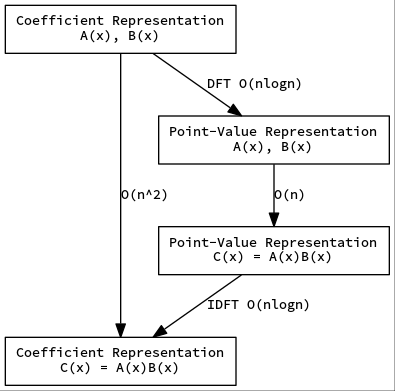 Coefficient Representation
A(x), B(x)
DFT O(nlogn)
Point-Value Representation
A(x), B(x)
O(n^2)
O(n)
Point-Value Representation
C(x) = A(x)B(x)
IDFT O(nlogn)
Coefficient Representation
C(x) = A(x)B(x)